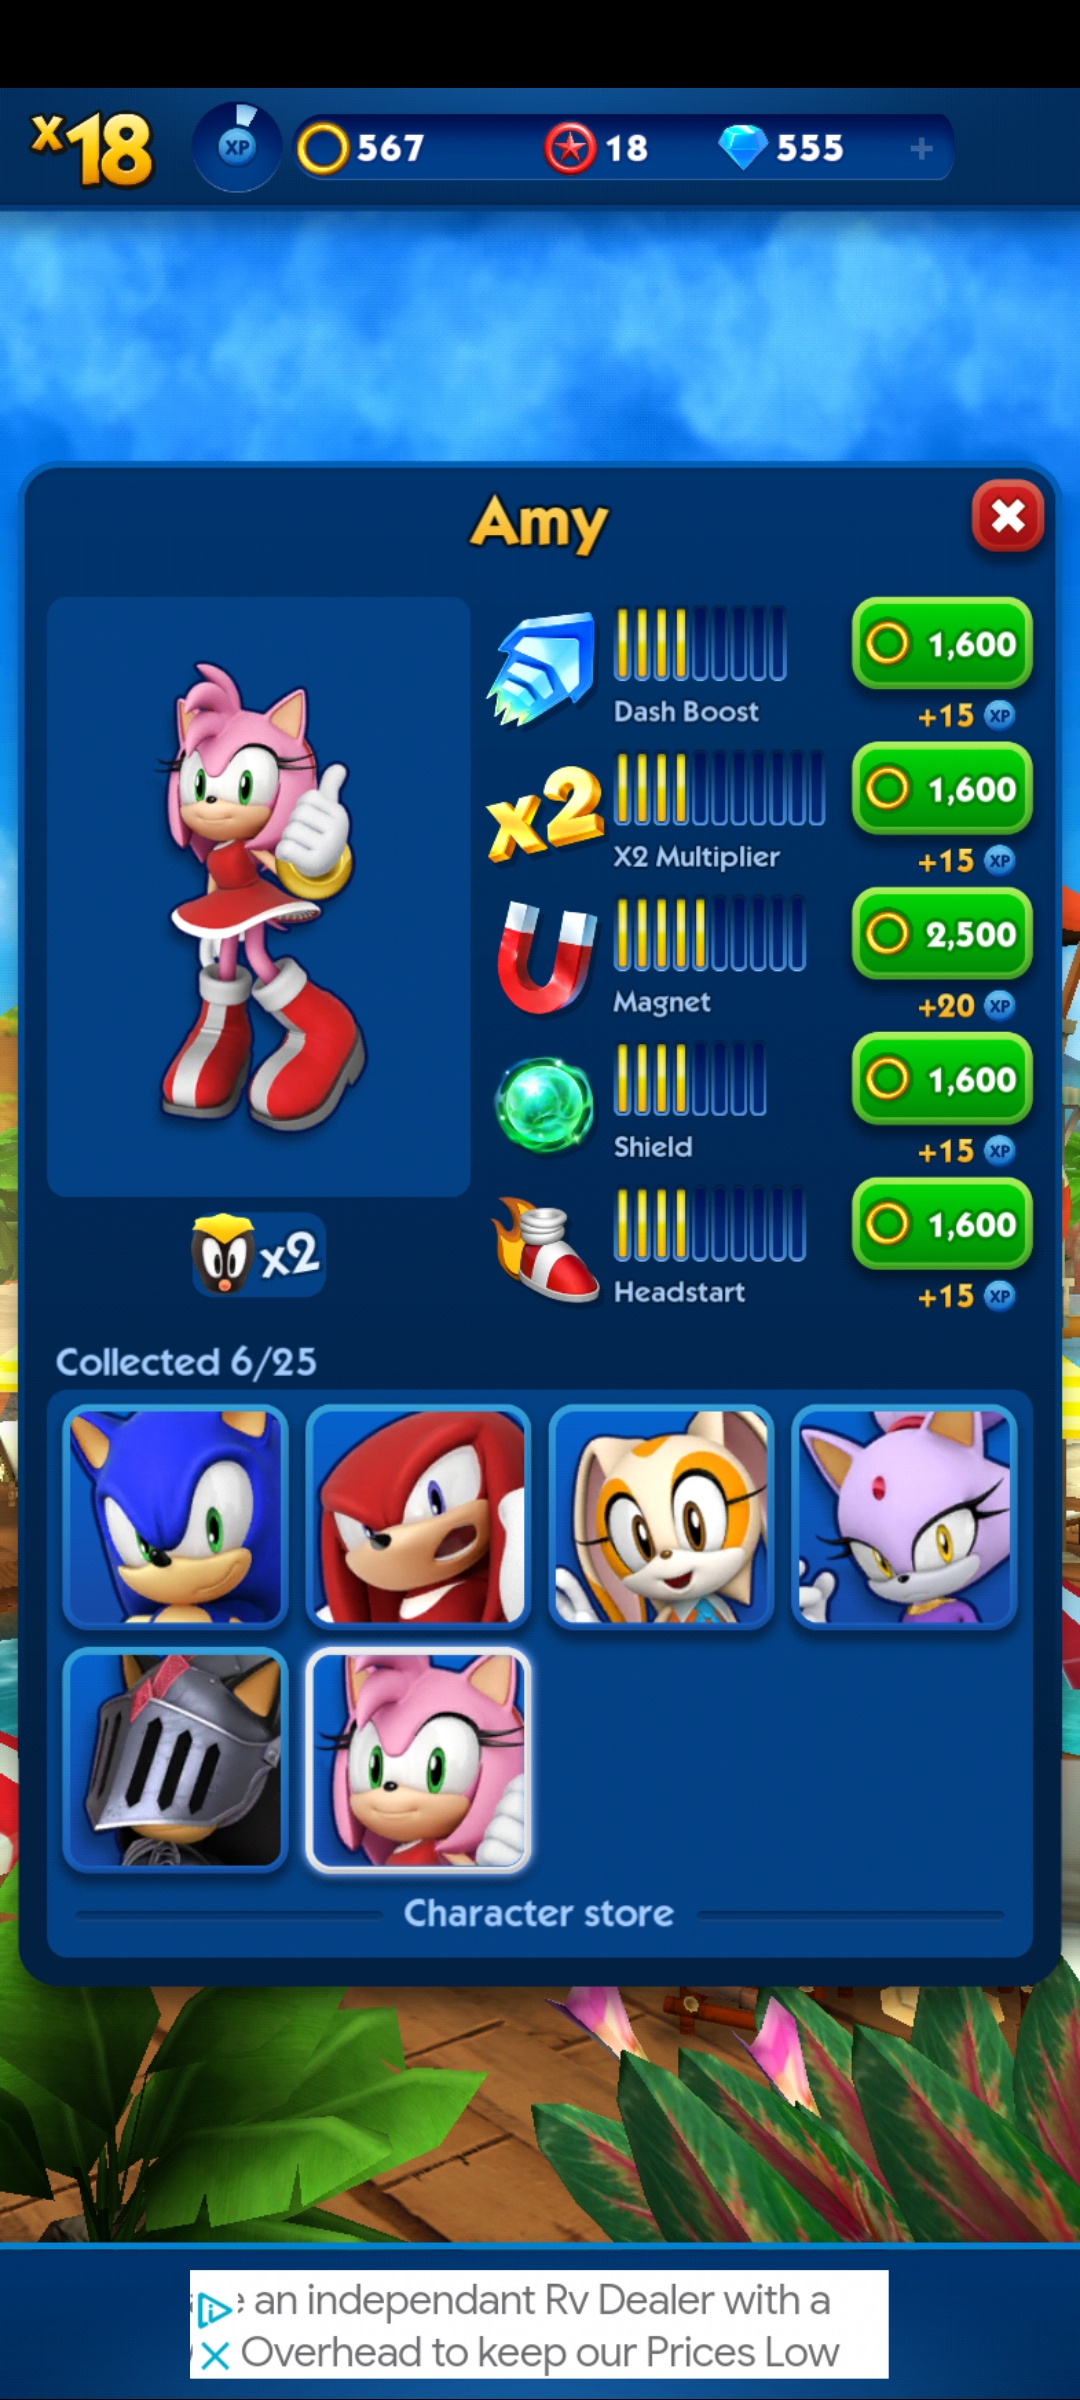 x18 XP 567 18 555 +
Amy
1,600
Dash Boost
+15 XP
x2
1,600
X2 Multiplier
+15 XP
2,500
Magnet
+20 XP
1,600
Shield
+15 XP
x2
1,600
Headstart
+15 XP
Collected 6/25
Character store
an independant Rv Dealer with a
Overhead to keep our Prices Low